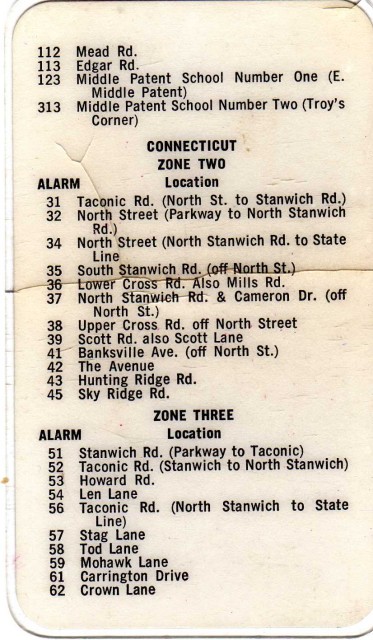 112 Mead Rd.
113 Edgar Rd.
123 Middle Patent School Number One (E.
Middle Patent)
313 Middle Patent School Number Two (Troy's
Corner)
CONNECTICUT
ZONE TWO
ALARM Location
31 Taconic Rd. (North St. to Stanwich Rd.)
32 North Street (Parkway to North Stanwich
Rd.)
34 North Street (North Stanwich Rd. to State
Line
35 South Stanwich Rd. (off North St.)
36 Lower Cross Rd. Also Mills Rd.
37 North Stanwich Rd. & Cameron Dr. (off
North St.)
38 Upper Cross Rd. off North Street
39 Scott Rd. also Scott Lane
41 Banksville Ave. (off North St.)
42 The Avenue
43 Hunting Ridge Rd.
45 Sky Ridge Rd.
ZONE THREE
ALARM Location
51 Stanwich Rd. (Parkway to Taconic)
52 Taconic Rd. (Stanwich to North Stanwich)
53 Howard Rd.
54 Len Lane
56 Taconic Rd. (North Stanwich to State
Line)
57 Stag Lane
58 Tod Lane
59 Mohawk Lane
61 Carrington Drive
62 Crown Lane